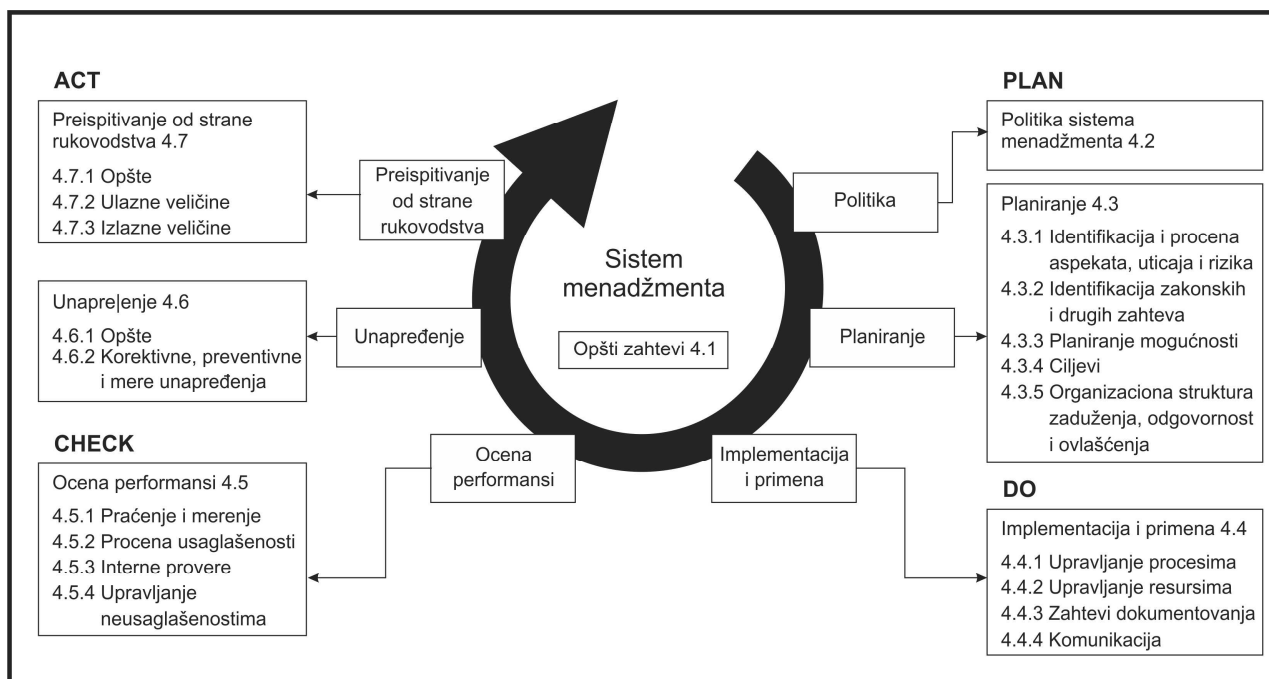 ACT
Preispitivanje od strane
rukovodstva 4.7
4.7.1 Opšte
4.7.2 Ulazne veličine
4.7.3 Izlazne veličine
Preispitivanje
od strane
rukovodstva
Unapre|enje 4.6
4.6.1 Opšte
4.6.2 Korektivne, preventivne
i mere unapređenja
Unapređenje
CHECK
Ocena performansi 4.5
4.5.1 Praćenje i merenje
4.5.2 Procena usaglašenosti
4.5.3 Interne provere
4.5.4 Upravljanje
neusaglašenostima
Ocena
performansi
Sistem
menadžmenta
Opšti zahtevi 4.1
PLAN
Politika
Politika sistema
menadžmenta 4.2
Planiranje
Planiranje 4.3
4.3.1 Identifikacija i procena
aspekata, uticaja i rizika
4.3.2 Identifikacija zakonskih
i drugih zahteva
4.3.3 Planiranje mogućnosti
4.3.4 Ciljevi
4.3.5 Organizaciona struktura
zaduženja, odgovornost
i ovlašćenja
Implementacija
i primena
DO
Implementacija i primena 4.4
4.4.1 Upravljanje procesima
4.4.2 Upravljanje resursima
4.4.3 Zahtevi dokumentovanja
4.4.4 Komunikacija